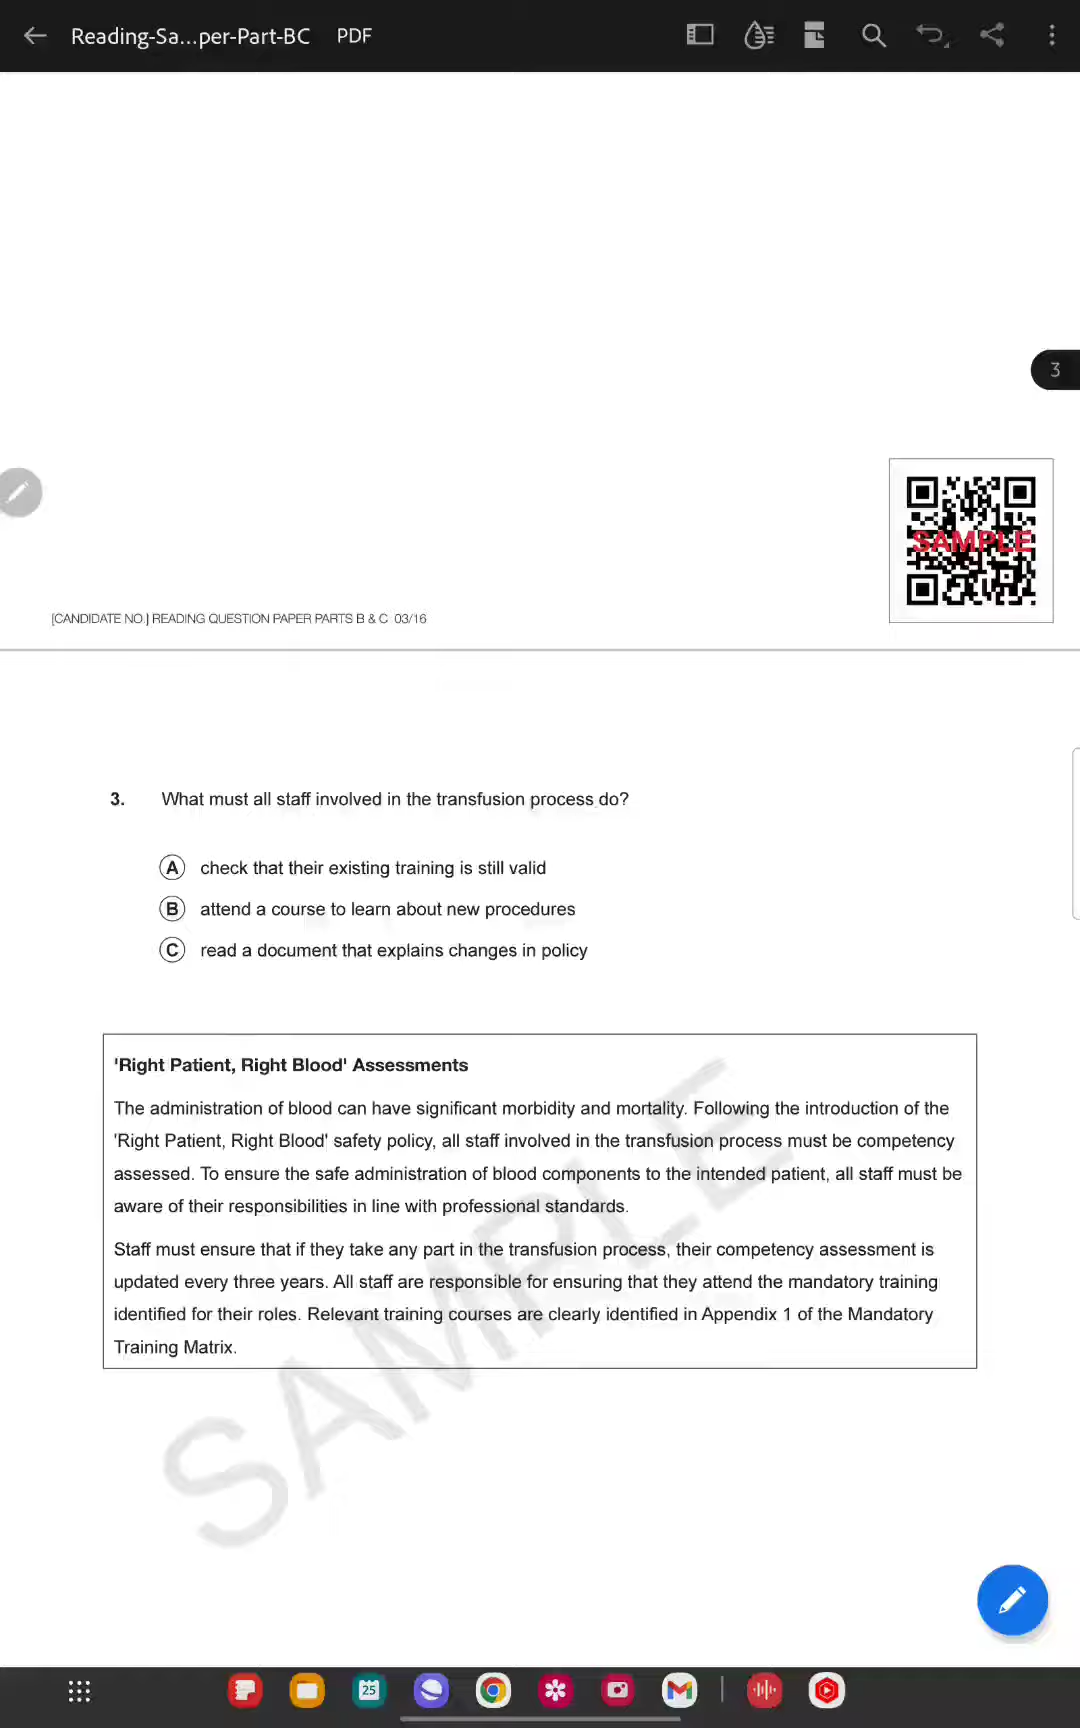 Reading-Sa...per-Part-BC PDF
3
SAMPLE
[CANDIDATE NO.] READING QUESTION PAPER PARTS B & C 03/16
3. What must all staff involved in the transfusion process do?
A check that their existing training is still valid
B attend a course to learn about new procedures
C read a document that explains changes in policy
'Right Patient, Right Blood' Assessments
The administration of blood can have significant morbidity and mortality. Following the introduction of the
'Right Patient, Right Blood' safety policy, all staff involved in the transfusion process must be competency
assessed. To ensure the safe administration of blood components to the intended patient, all staff must be
aware of their responsibilities in line with professional standards.
Staff must ensure that if they take any part in the transfusion process, their competency assessment is
updated every three years. All staff are responsible for ensuring that they attend the mandatory training
identified for their roles. Relevant training courses are clearly identified in Appendix 1 of the Mandatory
Training Matrix.
SAMPLE
25